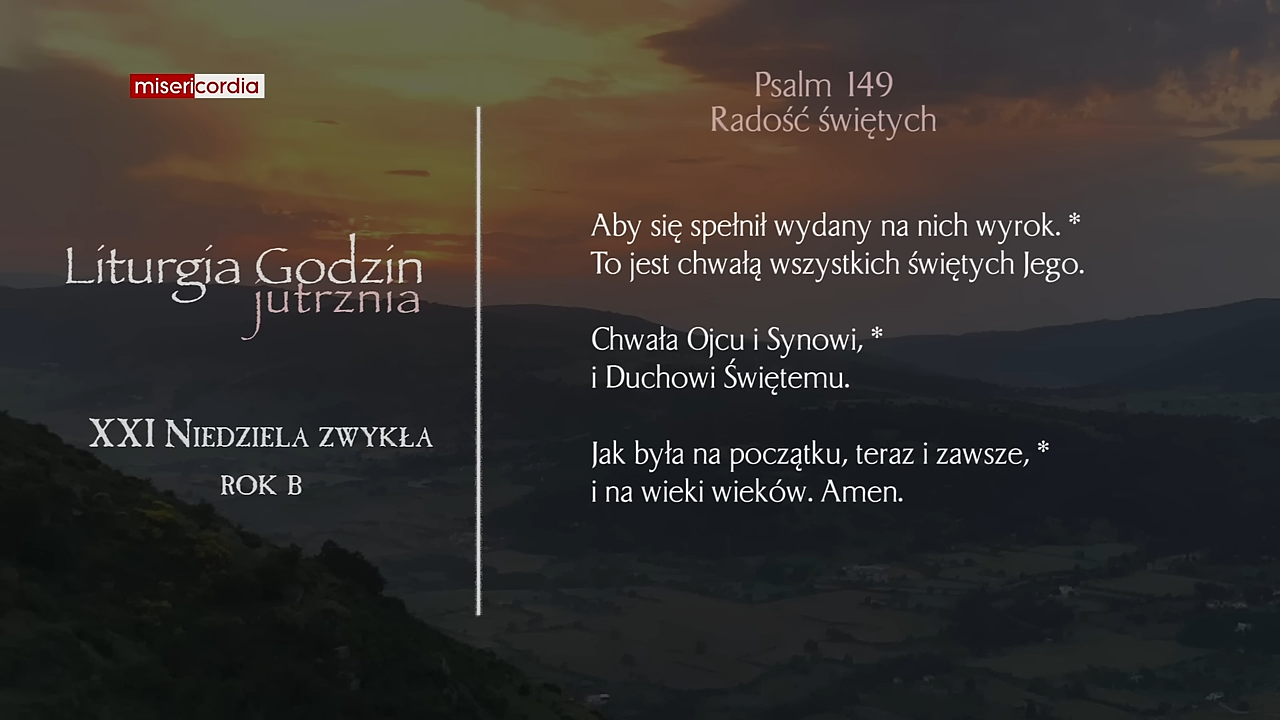 misericordia
Liturgia Godzin
jutrznia
XXI Niedziela zwykła
rok B
Psalm 149
Radość świętych
Aby się spełnił wydany na nich wyrok. *
To jest chwałą wszystkich świętych Jego.
Chwała Ojcu i Synowi, *
i Duchowi Świętemu.
Jak była na początku, teraz i zawsze, *
i na wieki wieków. Amen.